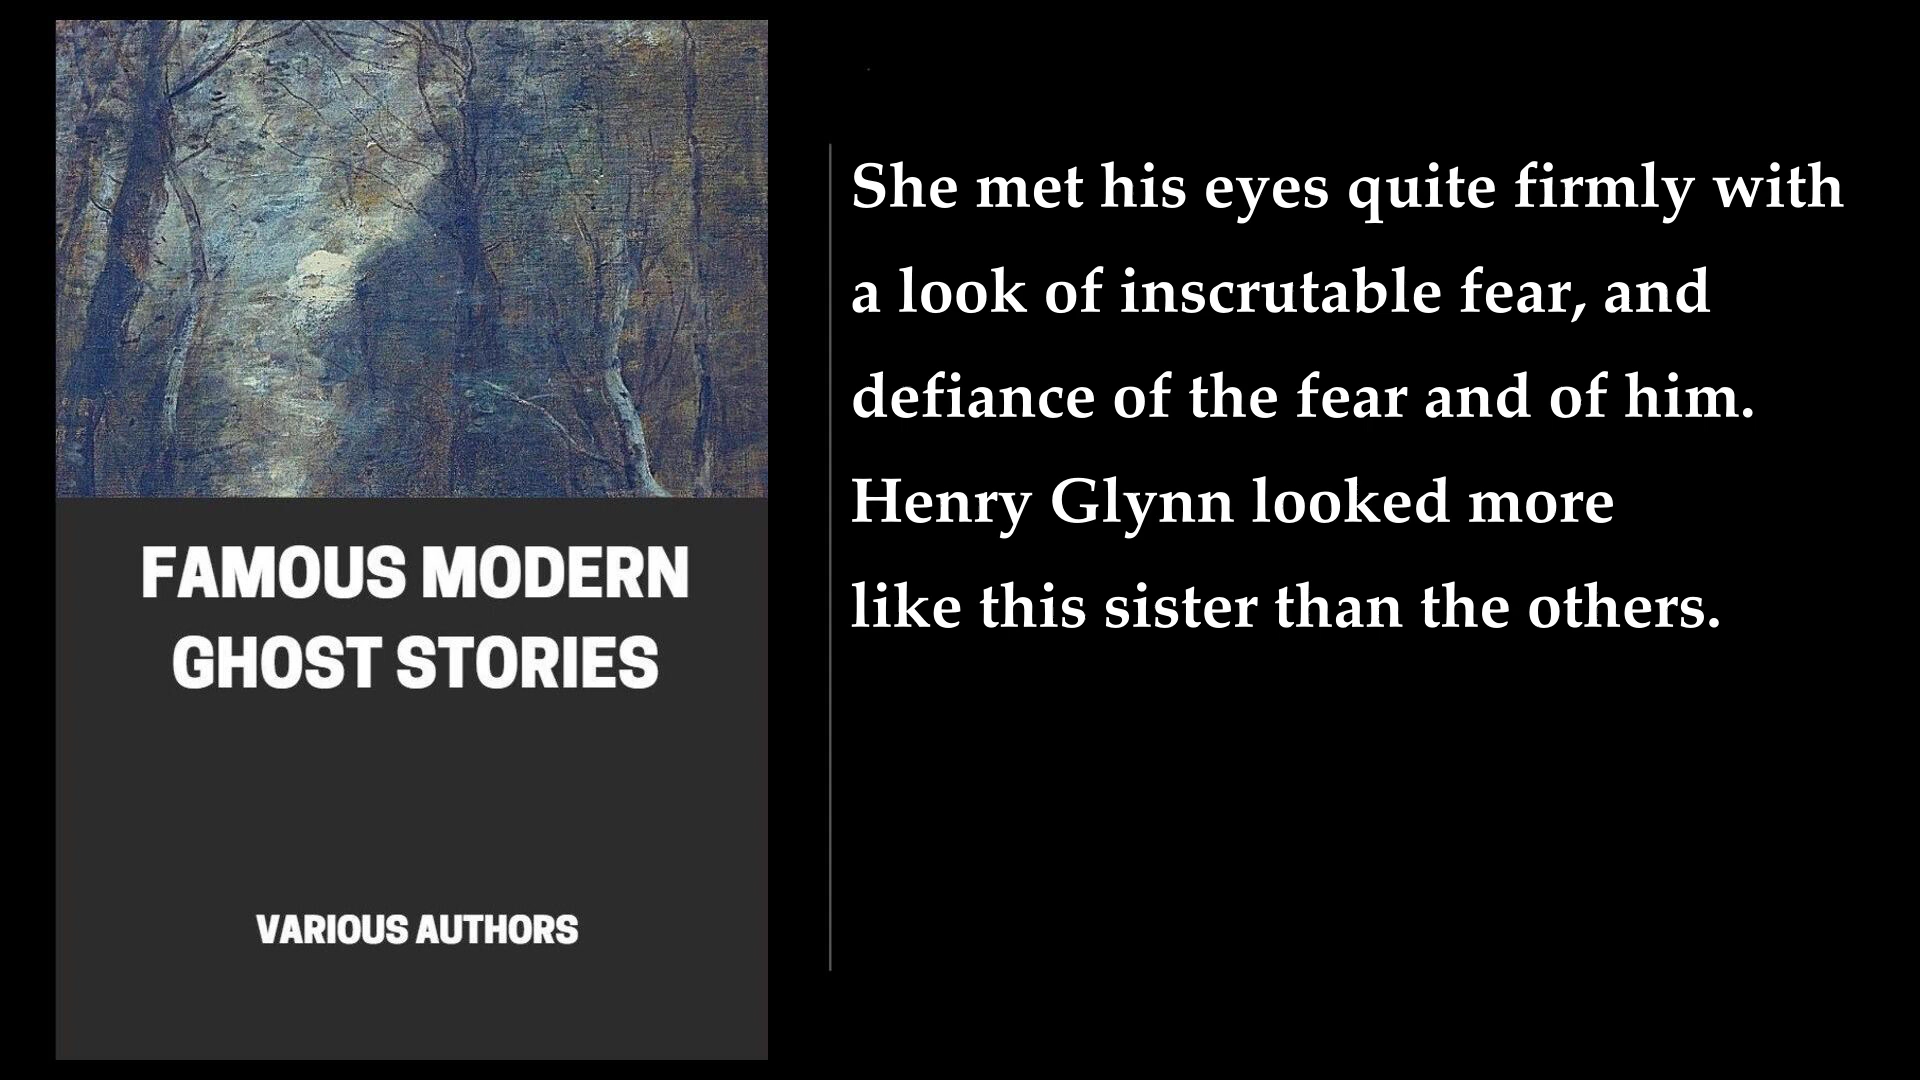 FAMOUS MODERN
GHOST STORIES
VARIOUS AUTHORS
She met his eyes quite firmly with
a look of inscrutable fear, and
defiance of the fear and of him.
Henry Glynn looked more
like this sister than the others.